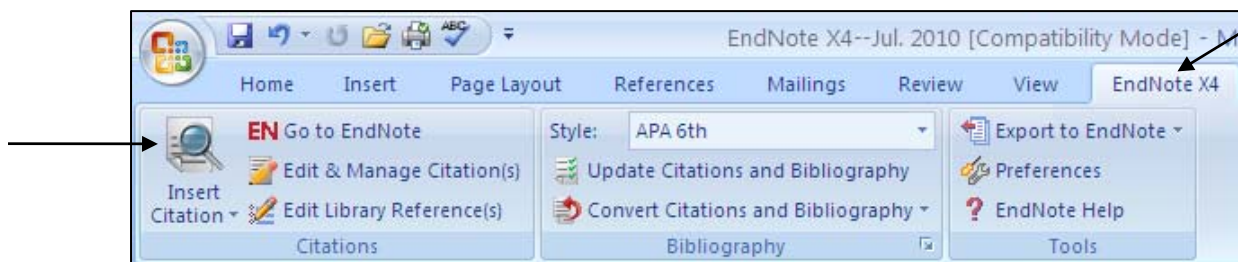 ABC
EndNote X4--Jul. 2010 [Compatibility Mode] - M
Home Insert Page Layout References Mailings Review View EndNote X4
Insert
Citation
EN Go to EndNote
Edit & Manage Citation(s)
Edit Library Reference(s)
Citations
Style: APA 6th
Update Citations and Bibliography
Convert Citations and Bibliography
Bibliography
Export to EndNote
Preferences
? EndNote Help
Tools